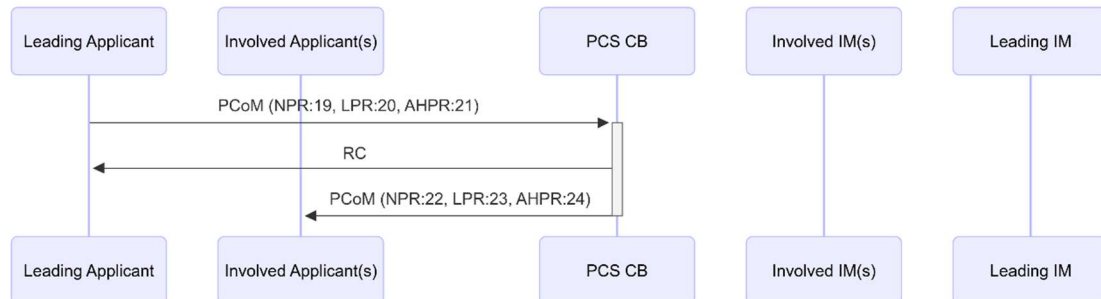 Leading Applicant
Involved Applicant(s)
PCS CB
Involved IM(s)
Leading IM
PCoM (NPR:19, LPR:20, AHPR:21)
RC
PCoM (NPR:22, LPR:23, AHPR:24)
Leading Applicant
Involved Applicant(s)
PCS CB
Involved IM(s)
Leading IM